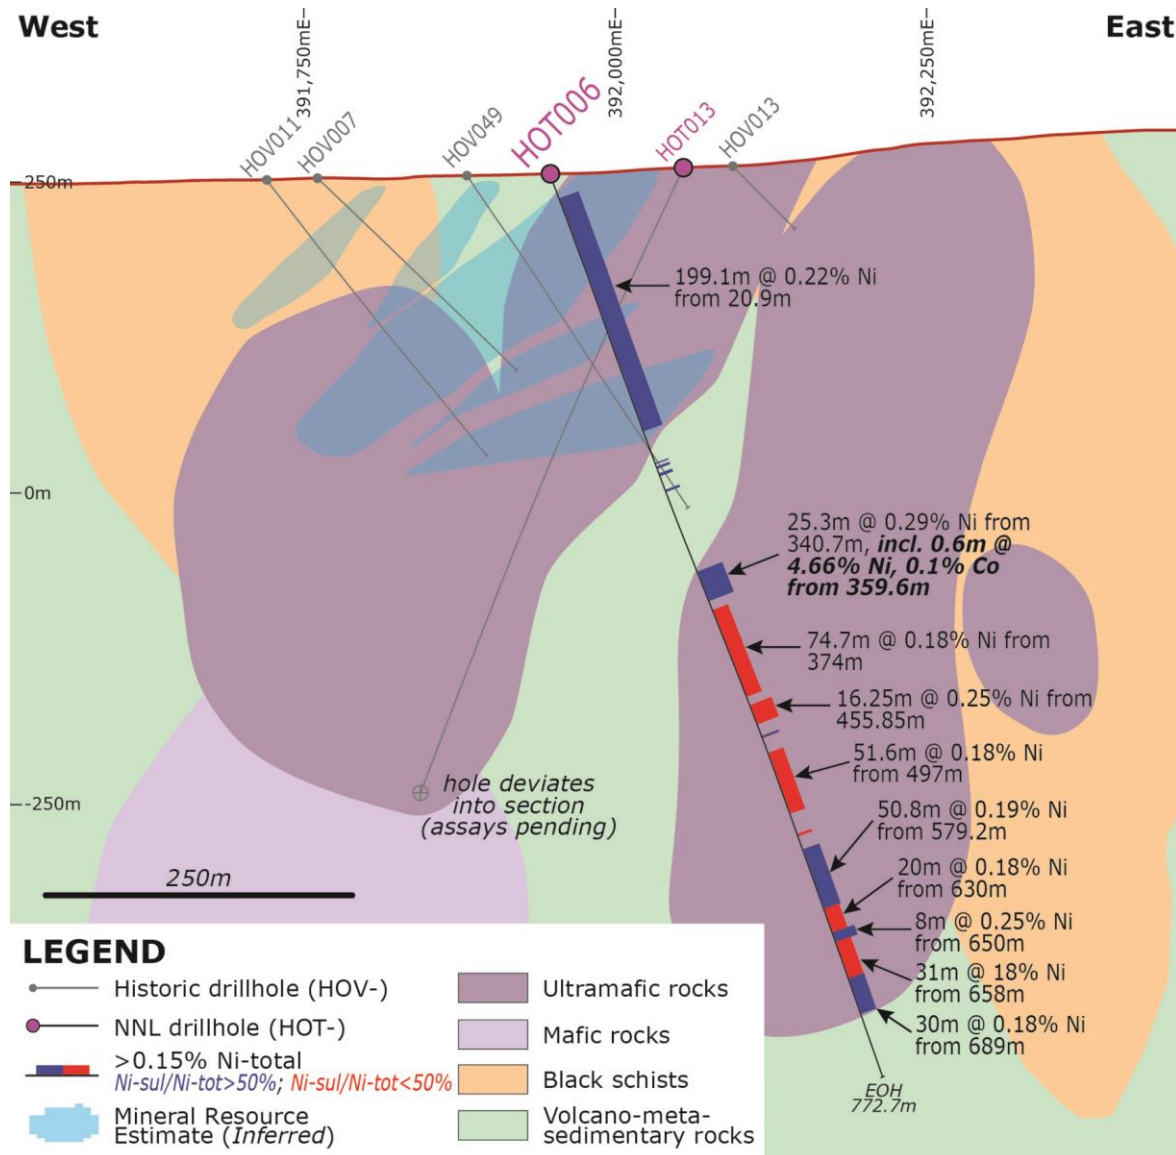 West
East
391,750mE
392,000mE
392,250mE
HOV011
HOV007
HOV049
HOT006
HOT013
HOV013
250m
0m
-250m
199.1m @ 0.22% Ni
from 20.9m
25.3m @ 0.29% Ni from
340.7m, incl. 0.6m @
4.66% Ni, 0.1% Co
from 359.6m
74.7m @ 0.18% Ni from
374m
16.25m @ 0.25% Ni from
455.85m
51.6m @ 0.18% Ni
from 497m
50.8m @ 0.19% Ni
from 579.2m
20m @ 0.18% Ni
from 630m
8m @ 0.25% Ni
from 650m
31m @ 18% Ni
from 658m
30m @ 0.18% Ni
from 689m
EOH
772.7m
hole deviates
into section
(assays pending)
250m
LEGEND
Historic drillhole (HOV-)
NNL drillhole (HOT-)
>0.15% Ni-total
Ni-sul/Ni-tot>50%; Ni-sul/Ni-tot<50%
Mineral Resource
Estimate (Inferred)
Ultramafic rocks
Mafic rocks
Black schists
Volcano-meta-
sedimentary rocks